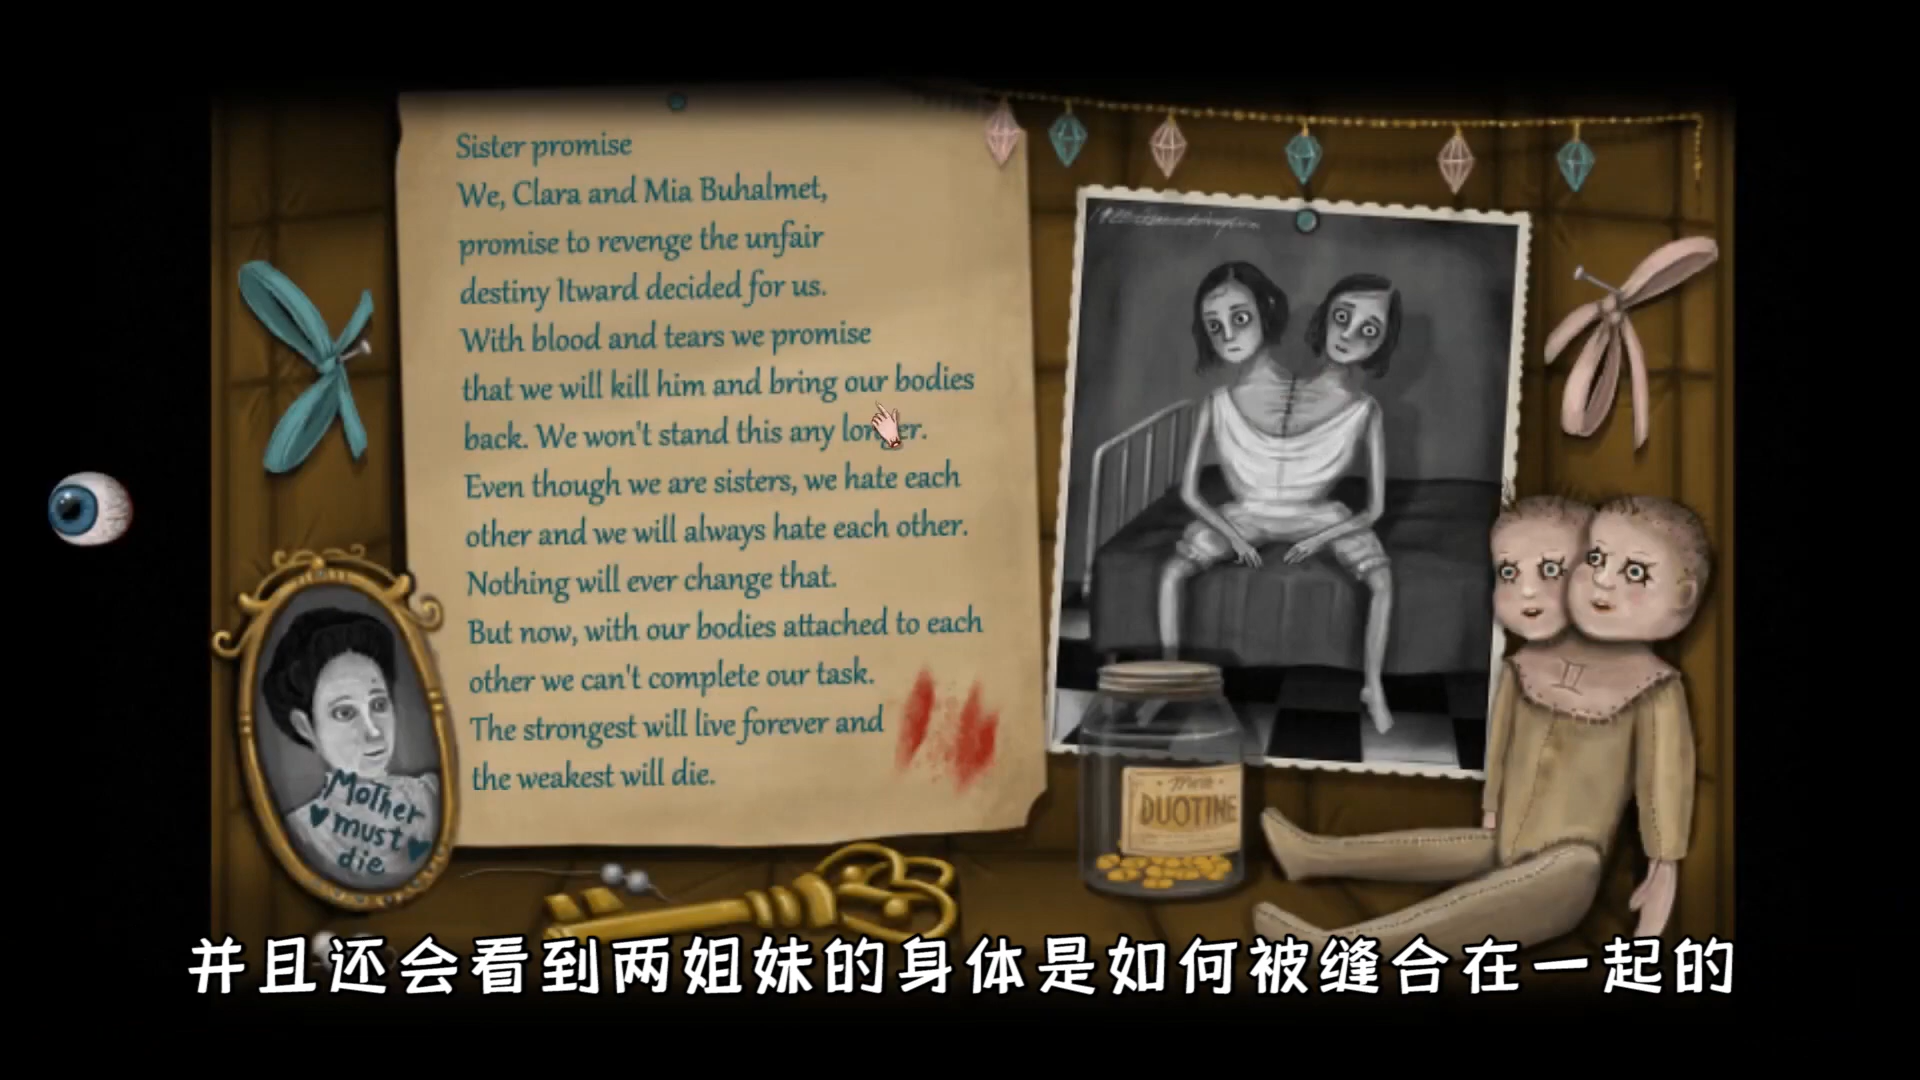 Sister promise
We, Clara and Mia Buhalmet,
promise to revenge the unfair
destiny Itward decided for us.
With blood and tears we promise
that we will kill him and bring our bodies
back. We won't stand this any longer.
Even though we are sisters, we hate each
other and we will always hate each other.
Nothing will ever change that.
But now, with our bodies attached to each
other we can't complete our task.
The strongest will live forever and
the weakest will die.
Mother
must
die
DUOTINE
II
并且还会看到两姐妹的身体是如何被缝合在一起的